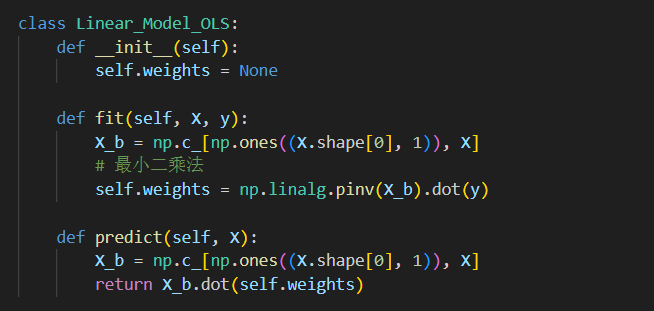 class Linear_Model_OLS:
    def __init__(self):
        self.weights = None

    def fit(self, X, y):
        X_b = np.c_[np.ones((X.shape[0], 1)), X]
        # 最小二乘法
        self.weights = np.linalg.pinv(X_b).dot(y)

    def predict(self, X):
        X_b = np.c_[np.ones((X.shape[0], 1)), X]
        return X_b.dot(self.weights)